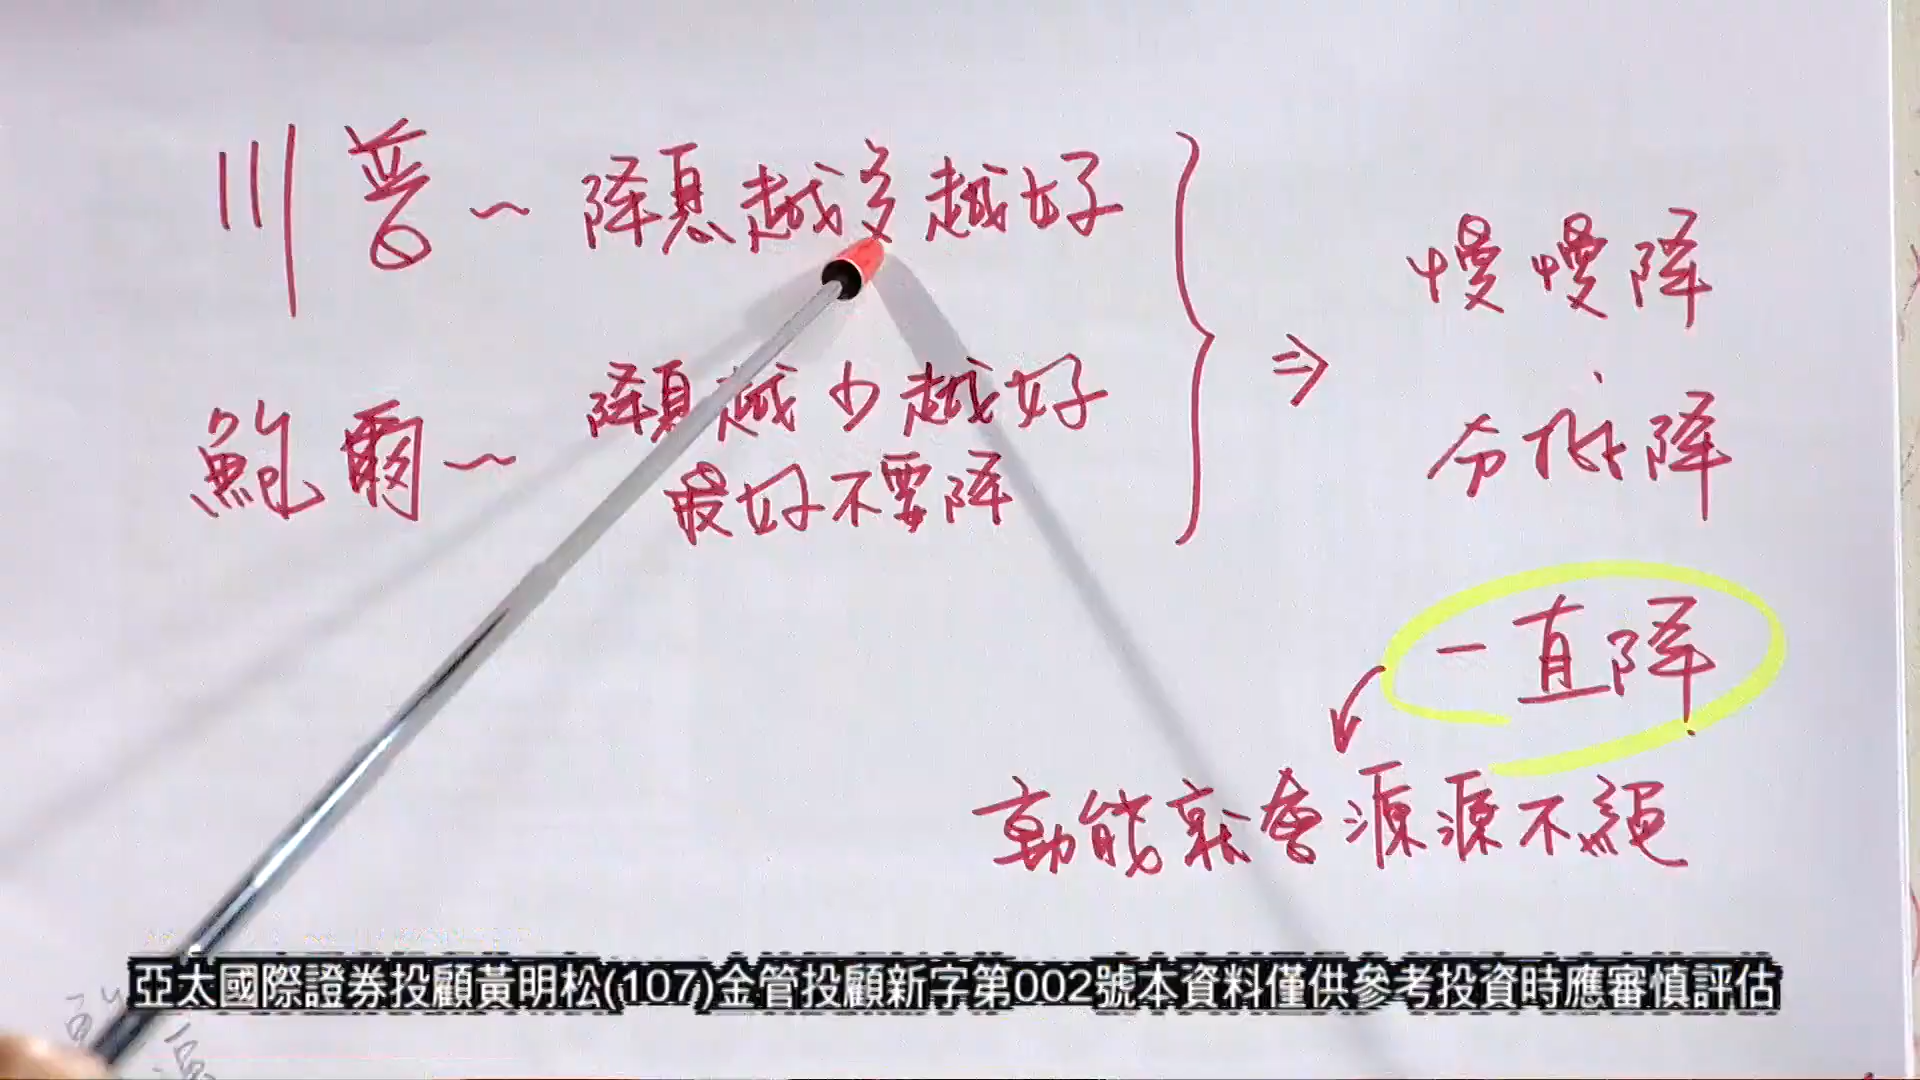 川普~降息越多越好
鮑爾~降息越少越好
最好不要降
⇒
慢慢降
分批降
一直降
動能就會源源不絕
亞太國際證券投顧黃明松(107)金管投顧新字第002號本資料僅供參考投資時應審慎評估